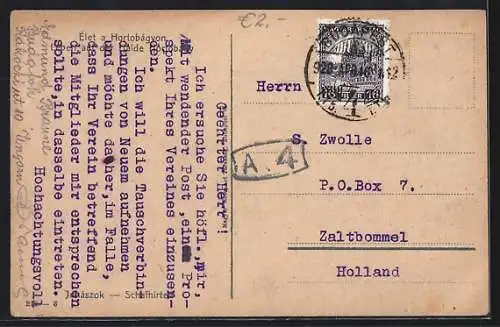 €2.-
Élet a Hortobágyon
Geehrter Herr!
Ich ersuche Sie höfl., mir,
mit wendender Post, einen Pro-
spekt Ihres Vereines einzusen-
den.
Ich will die Tauschverbin-
dungen von Neuem aufnehmen
und möchte daher, im Falle,
dass Ihr Verein betreffend
die Mitglieder mir entsprechen
sollte, in dasselbe eintreten.
Hochachtungsvoll
Juhászok — Schafhirten
A.4
BUDAPEST
Herrn
S. Zwolle
P.O.Box 7.
Zaltbommel
Holland